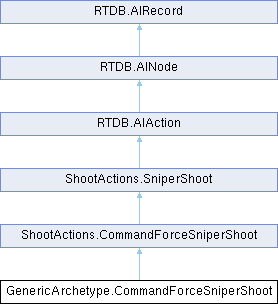 RTDB.AIRecord
RTDB.AINode
RTDB.AIAction
ShootActions.SniperShoot
ShootActions.CommandForceSniperShoot
GenericArchetype.CommandForceSniperShoot